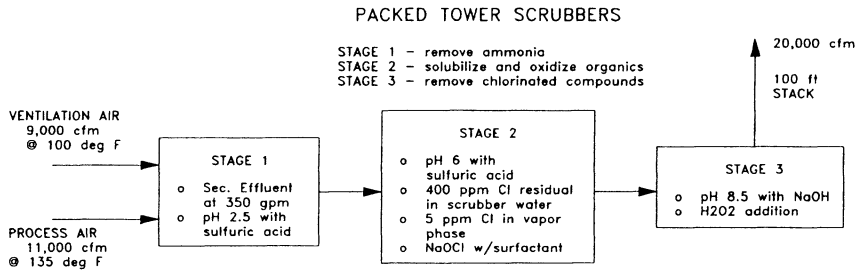 PACKED TOWER SCRUBBERS
STAGE 1 - remove ammonia
STAGE 2 - solubilize and oxidize organics
STAGE 3 - remove chlorinated compounds
20,000 cfm
100 ft
STACK
VENTILATION AIR
9,000 cfm
@ 100 deg F
PROCESS AIR
11,000 cfm
@ 135 deg F
STAGE 1
o Sec. Effluent
at 350 gpm
o pH 2.5 with
sulfuric acid
STAGE 2
o pH 6 with
sulfuric acid
o 400 ppm Cl residual
in scrubber water
o 5 ppm Cl in vapor
phase
o NaOCl w/surfactant
STAGE 3
o pH 8.5 with NaOH
o H2O2 addition